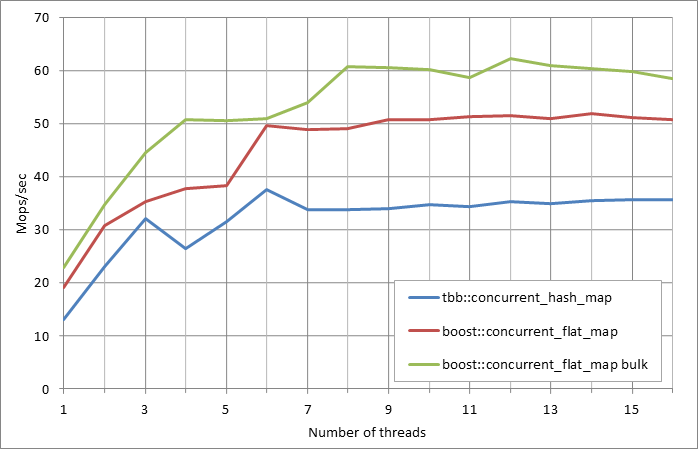 70
60
50
40
30
20
10
0
Mops/sec
tbb::concurrent_hash_map
boost::concurrent_flat_map
boost::concurrent_flat_map bulk
1 3 5 7 9 11 13 15
Number of threads